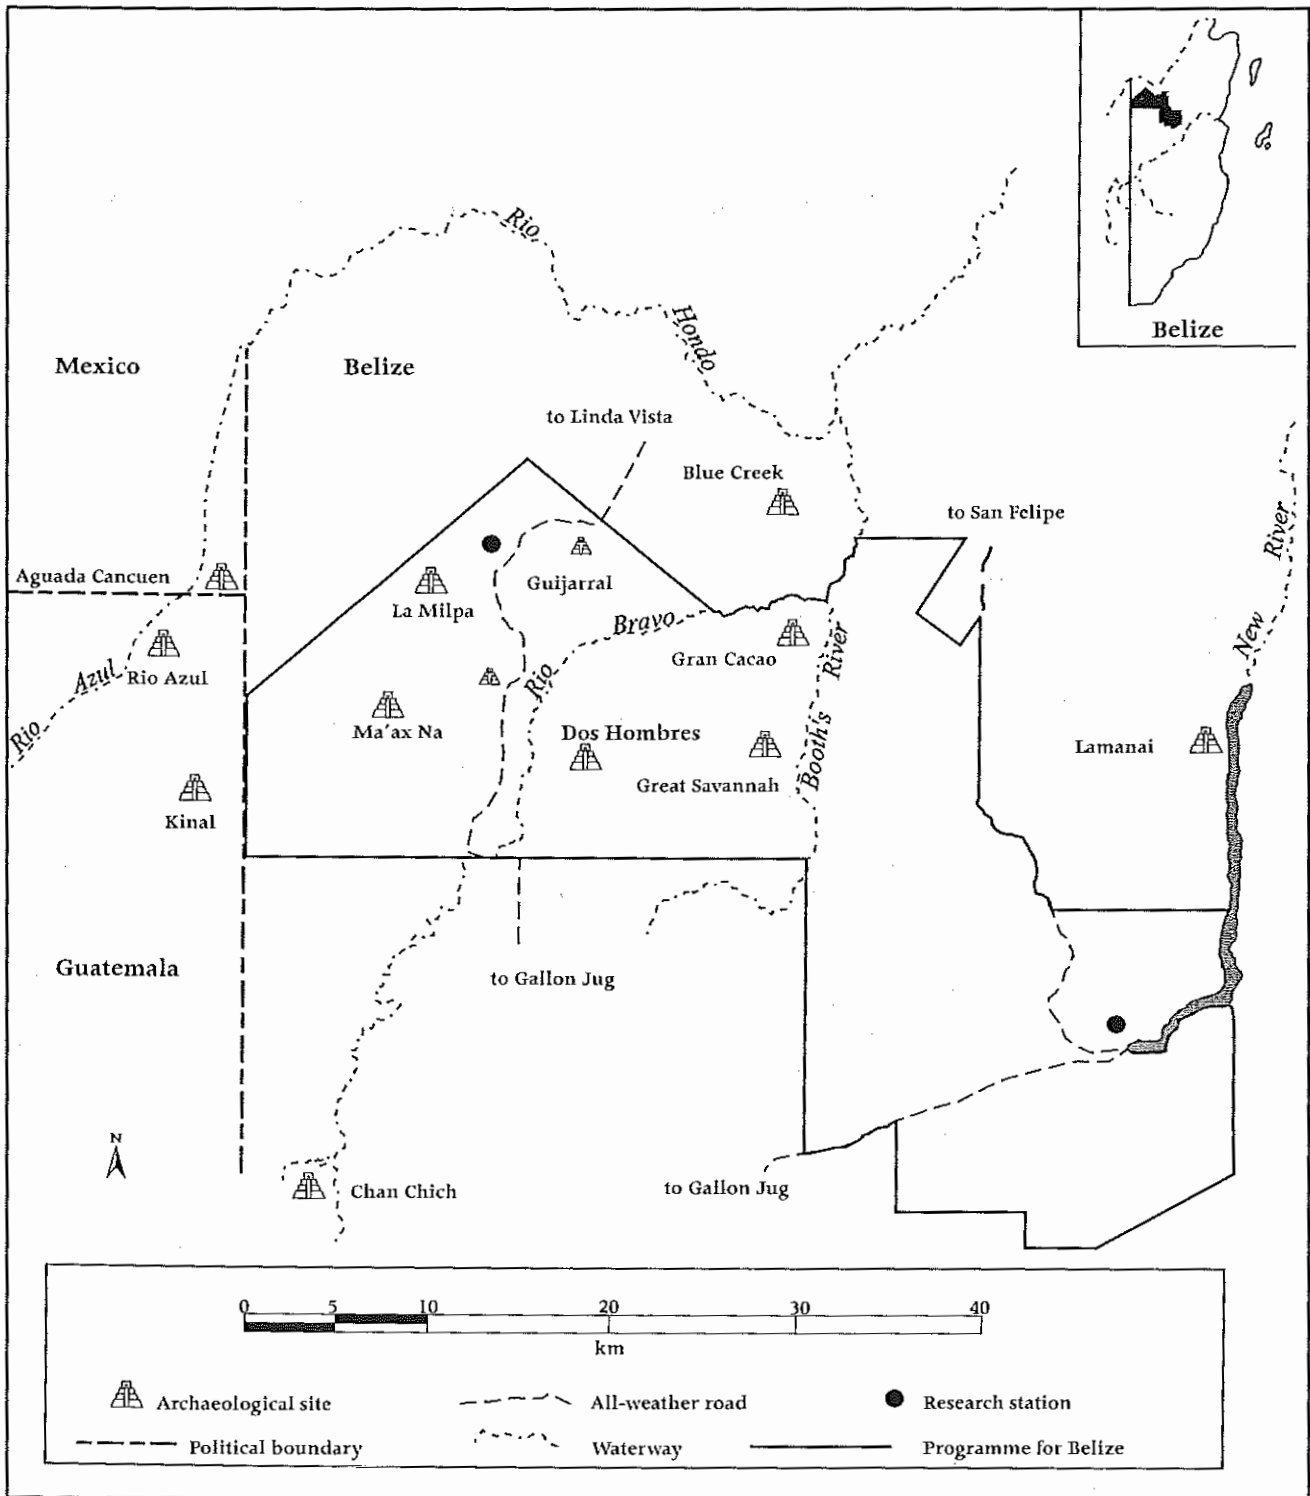 Belize
Rio
Hondo
Mexico
Belize
to Linda Vista
Blue Creek
to San Felipe
River
New
Aguada Cancuen
Guijarral
La Milpa
Bravo
Rio
River
Booth's
Gran Cacao
Azul
Rio
Rio Azul
Ma'ax Na
Dos Hombres
Great Savannah
Lamanai
Kinal
Guatemala
to Gallon Jug
N
Chan Chich
to Gallon Jug
0 5 10 20 30 40
km
Archaeological site
All-weather road
Research station
Political boundary
Waterway
Programme for Belize